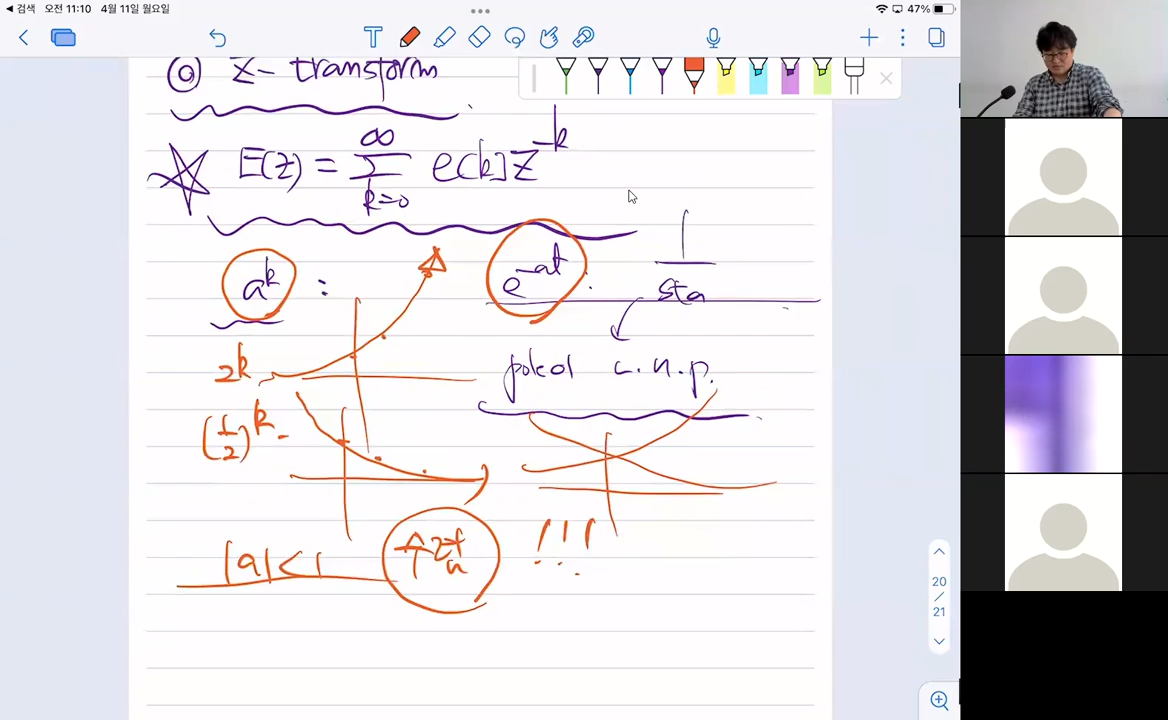 검색 오전 11:10 4월 11일 월요일 47%
Z-transform
E(z) = ∞ Σ k=0 e[k] z^-k
a^k : e^-at : 1/s+a
2^k pole이 L.H.P.
(1/2)^k
|a|<1 수렴 !!!
20
/
21